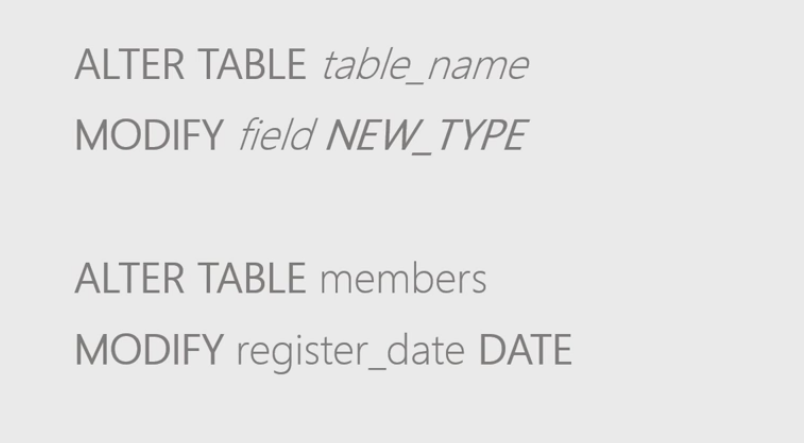 ALTER TABLE table_name
MODIFY field NEW_TYPE
ALTER TABLE members
MODIFY register_date DATE